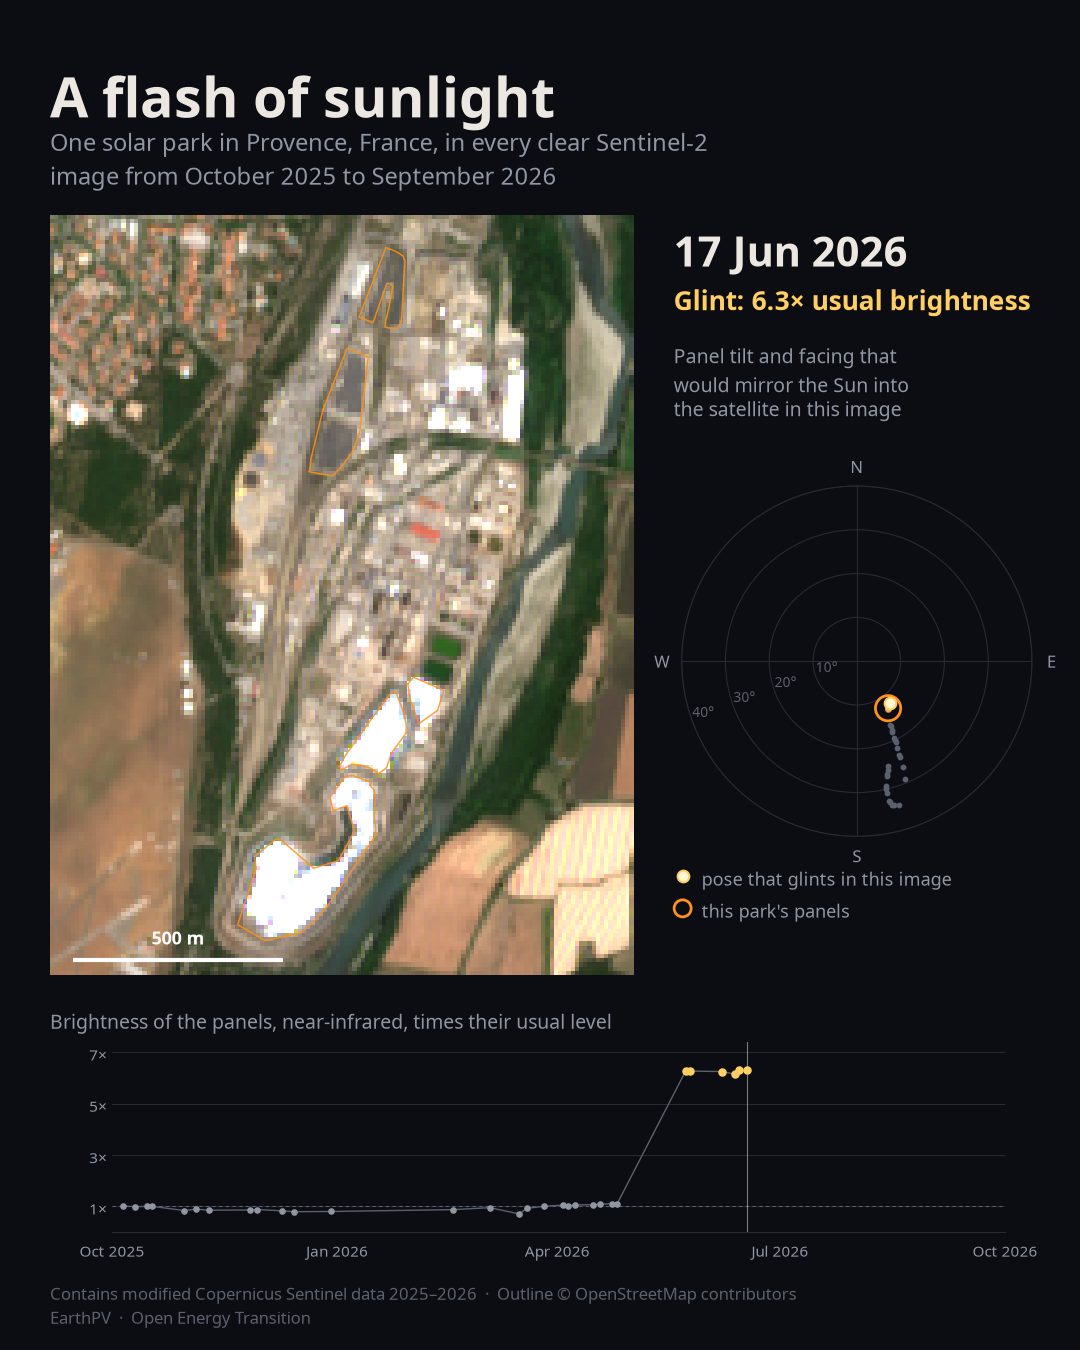 A flash of sunlight
One solar park in Provence, France, in every clear Sentinel-2
image from October 2025 to September 2026
17 Jun 2026
Glint: 6.3× usual brightness
Panel tilt and facing that
would mirror the Sun into
the satellite in this image
N
W
E
10°
20°
30°
40°
S
pose that glints in this image
this park's panels
500 m
Brightness of the panels, near-infrared, times their usual level
7×
5×
3×
1×
Oct 2025 Jan 2026 Apr 2026 Jul 2026 Oct 2026
Contains modified Copernicus Sentinel data 2025–2026 · Outline © OpenStreetMap contributors
EarthPV · Open Energy Transition